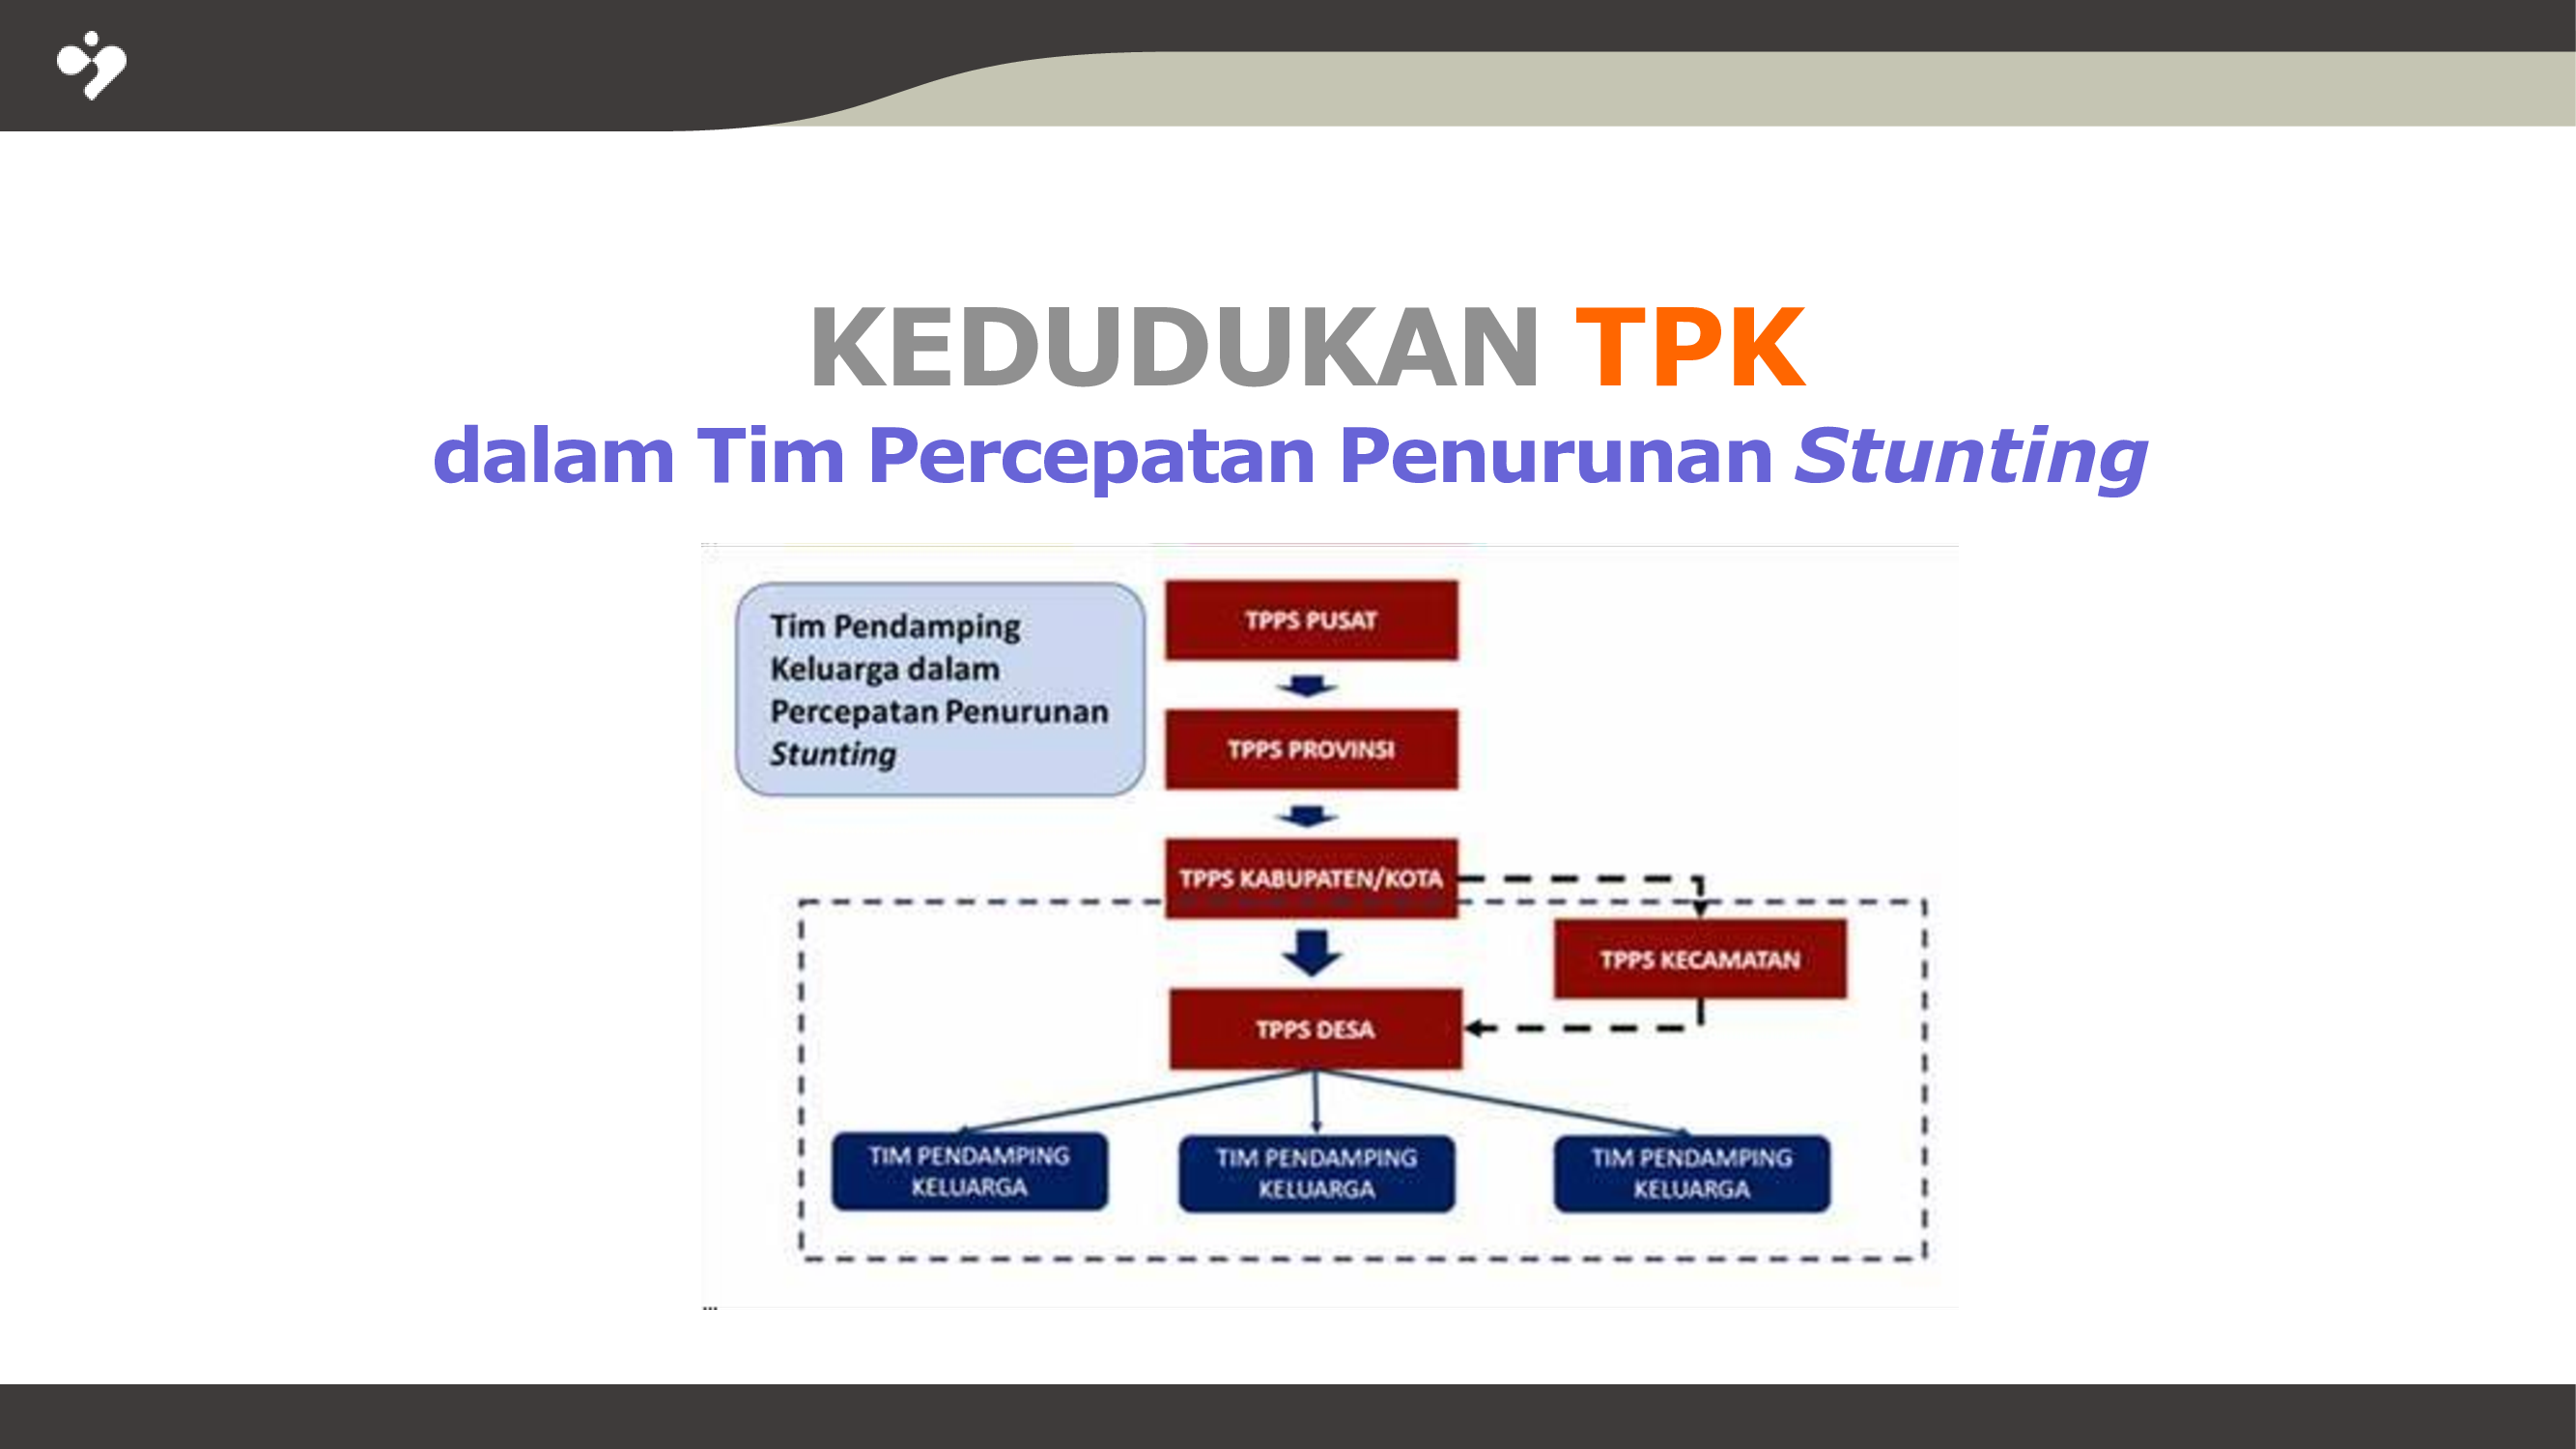 KEDUDUKAN TPK
dalam Tim Percepatan Penurunan Stunting
Tim Pendamping
Keluarga dalam
Percepatan Penurunan
Stunting
TPPS PUSAT
TPPS PROVINSI
TPPS KABUPATEN/KOTA
TPPS KECAMATAN
TPPS DESA
TIM PENDAMPING
KELUARGA
TIM PENDAMPING
KELUARGA
TIM PENDAMPING
KELUARGA